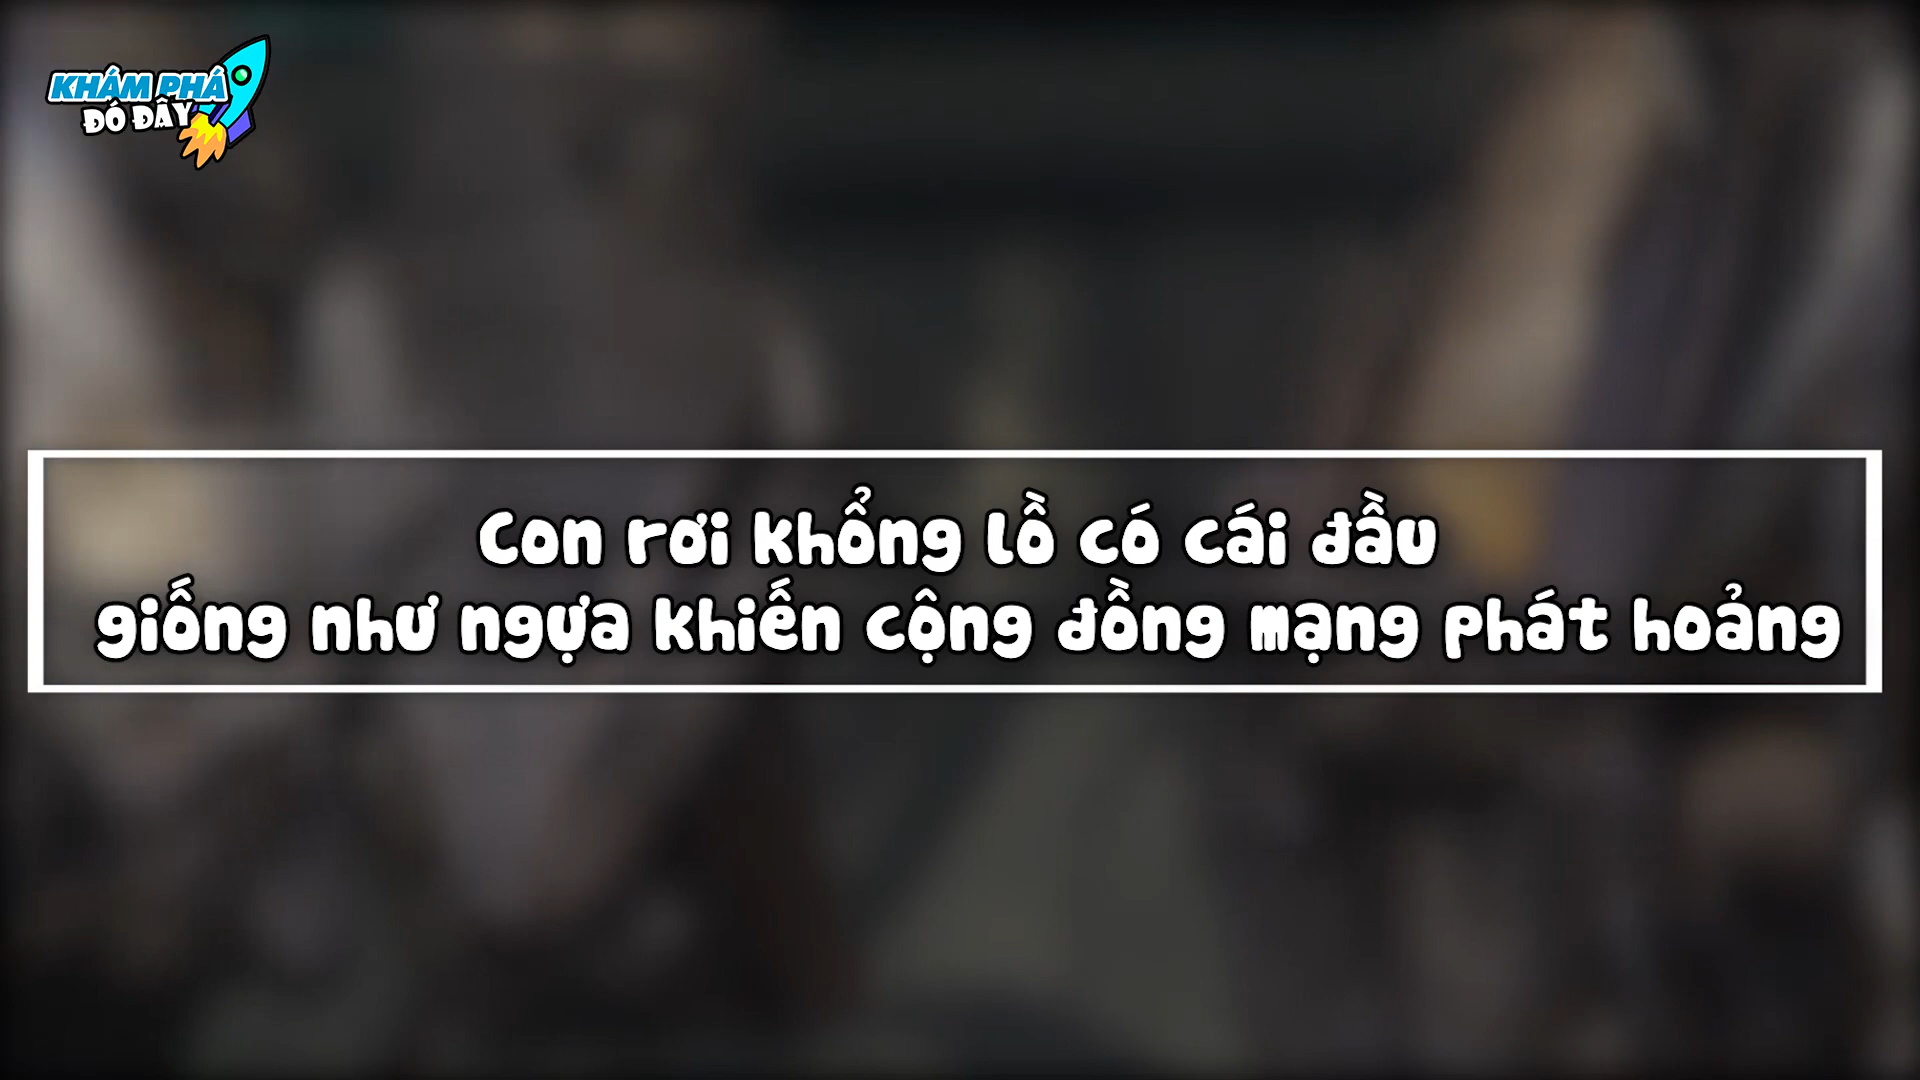 KHÁM PHÁ
ĐÓ ĐÂY
Con rơi khổng lồ có cái đầu
giống như ngựa khiến cộng đồng mạng phát hoảng